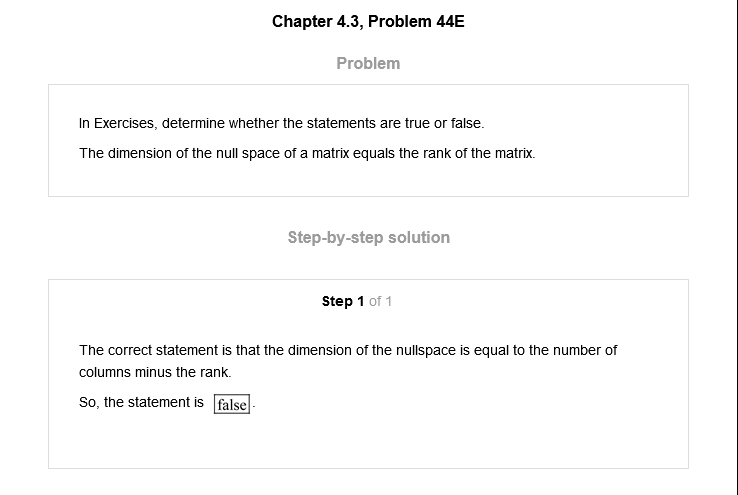 Chapter 4.3, Problem 44E
Problem
In Exercises, determine whether the statements are true or false.
The dimension of the null space of a matrix equals the rank of the matrix.
Step-by-step solution
Step 1 of 1
The correct statement is that the dimension of the nullspace is equal to the number of
columns minus the rank.
So, the statement is false.